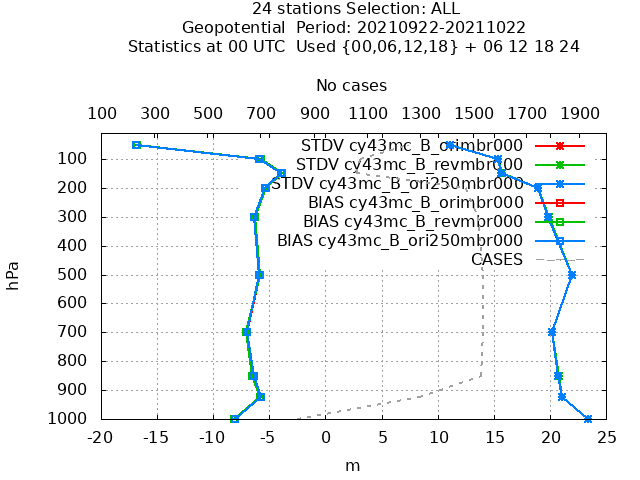 24 stations Selection: ALL
Geopotential  Period: 20210922-20211022
Statistics at 00 UTC  Used {00,06,12,18} + 06 12 18 24
No cases
100 300 500 700 900 1100 1300 1500 1700 1900
STDV cy43mc_B_orimbr000
100
STDV cy43mc_B_revmbr000
200
STDV cy43mc_B_ori250mbr000
BIAS cy43mc_B_orimbr000
300
BIAS cy43mc_B_revmbr000
400
BIAS cy43mc_B_ori250mbr000
CASES
500
hPa
600
700
800
900
1000
-20 -15 -10 -5 0 5 10 15 20 25
m